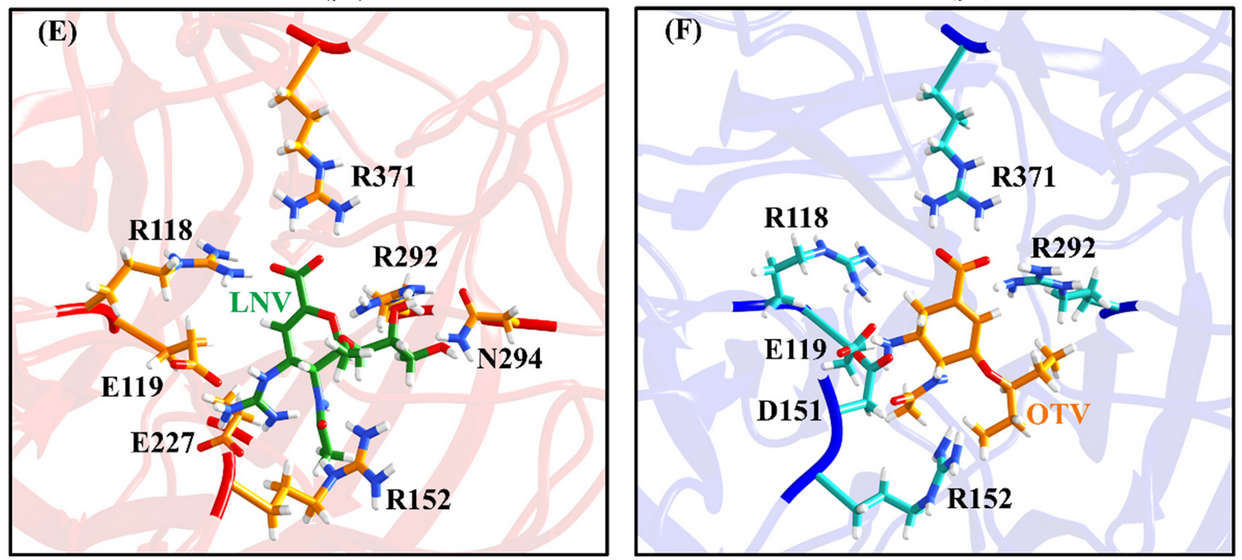 (E)
R371
R118
R292
LNV
N294
E119
E227
R152
(F)
R371
R118
R292
E119
D151
OTV
R152